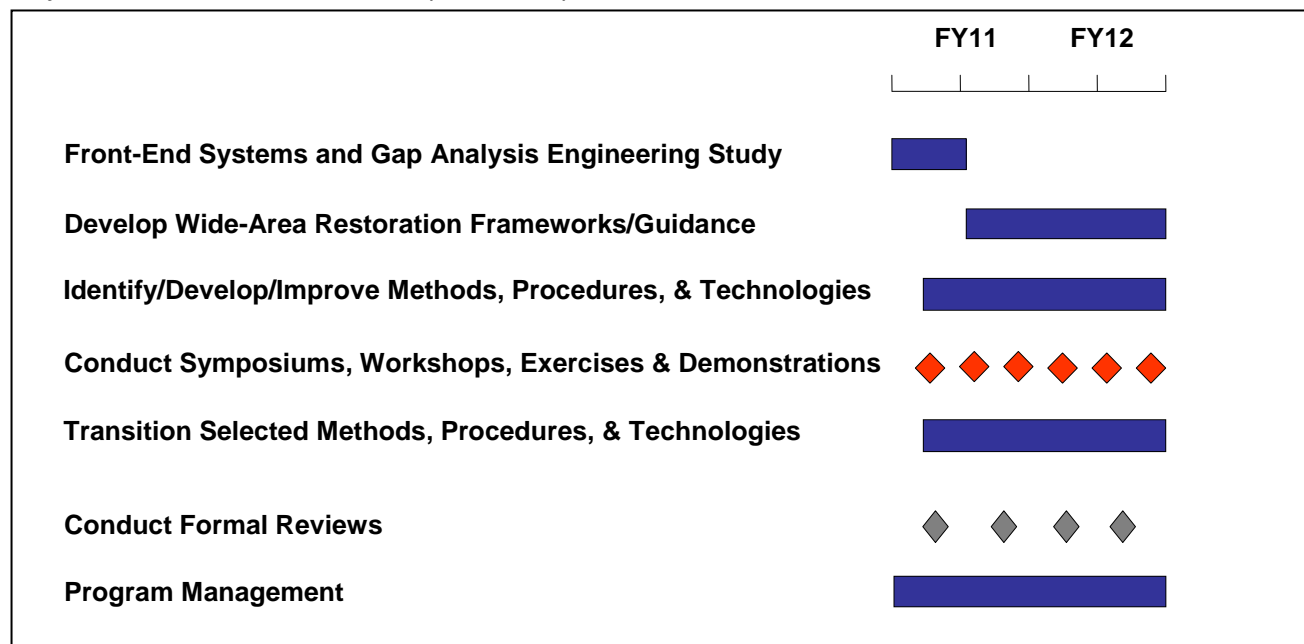 FY11 FY12
Front-End Systems and Gap Analysis Engineering Study
Develop Wide-Area Restoration Frameworks/Guidance
Identify/Develop/Improve Methods, Procedures, & Technologies
Conduct Symposiums, Workshops, Exercises & Demonstrations
Transition Selected Methods, Procedures, & Technologies
Conduct Formal Reviews
Program Management